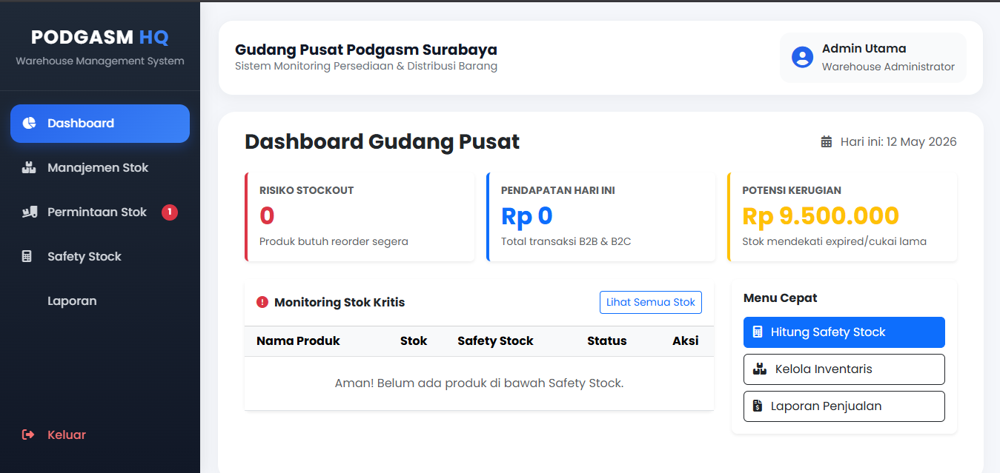 PODGASM HQ
Warehouse Management System
Dashboard
Manajemen Stok
Permintaan Stok 1
Safety Stock
Laporan
Keluar
Gudang Pusat Podgasm Surabaya
Sistem Monitoring Persediaan & Distribusi Barang
Admin Utama
Warehouse Administrator
Dashboard Gudang Pusat
Hari ini: 12 May 2026
RISIKO STOCKOUT
0
Produk butuh reorder segera
PENDAPATAN HARI INI
Rp 0
Total transaksi B2B & B2C
POTENSI KERUGIAN
Rp 9.500.000
Stok mendekati expired/cukai lama
Monitoring Stok Kritis
Lihat Semua Stok
Nama Produk Stok Safety Stock Status Aksi
Aman! Belum ada produk di bawah Safety Stock.
Menu Cepat
Hitung Safety Stock
Kelola Inventaris
Laporan Penjualan